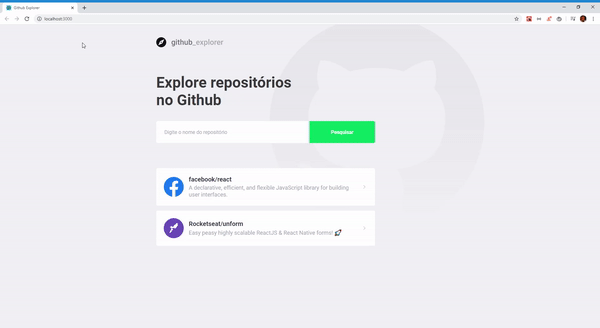 Github Explorer
localhost:3000
github_explorer
Explore repositórios
no Github
Digite o nome do repositório
Pesquisar
facebook/react
A declarative, efficient, and flexible JavaScript library for building
user interfaces.
Rocketseat/unform
Easy peasy highly scalable ReactJS & React Native forms! 🚀